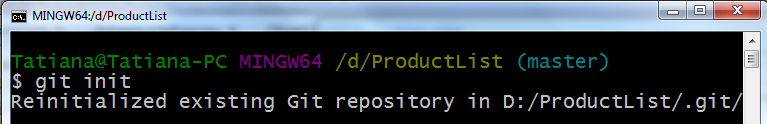 MINGW64:/d/ProductList
Tatiana@Tatiana-PC MINGW64 /d/ProductList (master)
$ git init
Reinitialized existing Git repository in D:/ProductList/.git/